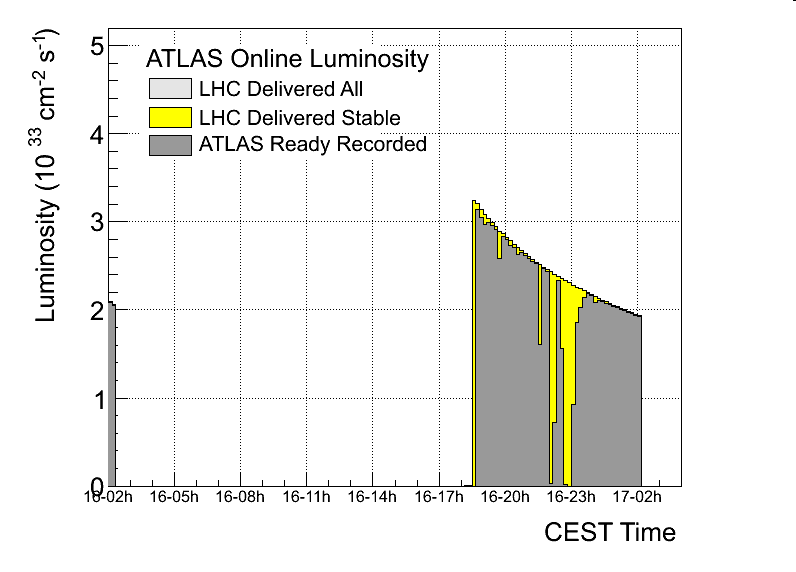 Luminosity (10 33 cm-2 s-1)
ATLAS Online Luminosity
LHC Delivered All
LHC Delivered Stable
ATLAS Ready Recorded
5
4
3
2
1
0
16-02h 16-05h 16-08h 16-11h 16-14h 16-17h 16-20h 16-23h 17-02h
CEST Time